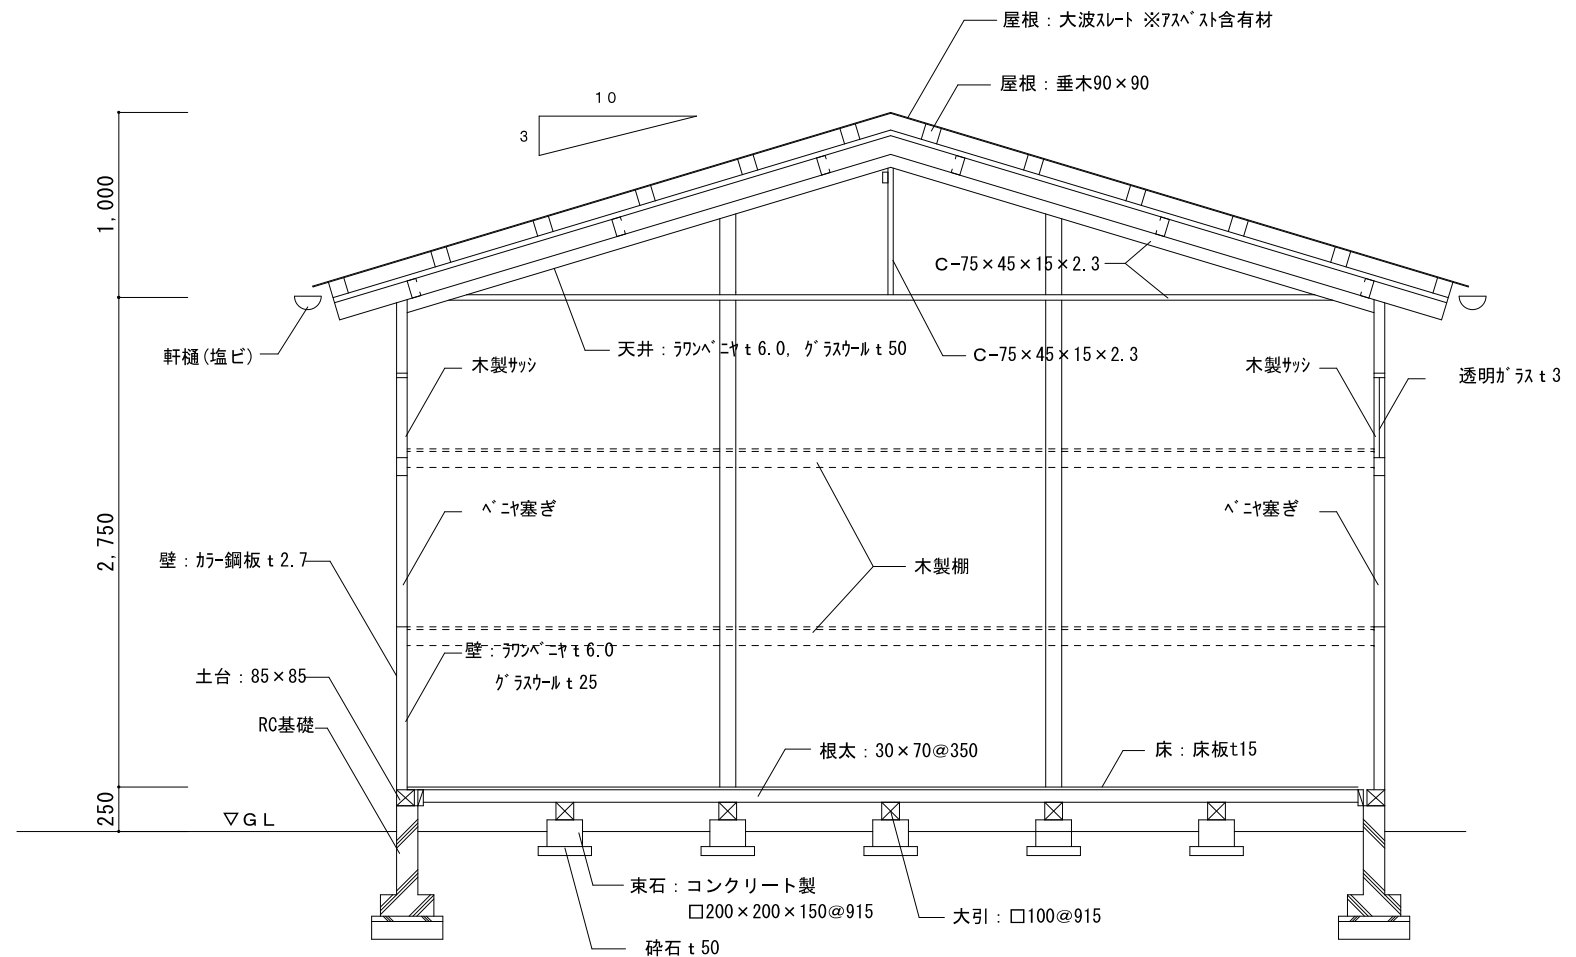 屋根：大波ｽﾚｰﾄ ※ｱｽﾍﾞｽﾄ含有材
屋根：垂木90×90
10
3
1,000
C-75×45×15×2.3
軒樋(塩ビ)
天井：ﾗﾜﾝﾍﾞﾆﾔｔ6.0, ｸﾞﾗｽｳｰﾙｔ50
C-75×45×15×2.3
木製ｻｯｼ
木製ｻｯｼ
透明ｶﾞﾗｽｔ3
ﾍﾞﾆﾔ塞ぎ
ﾍﾞﾆﾔ塞ぎ
2,750
壁：ｶﾗｰ鋼板ｔ2.7
木製棚
壁：ﾗﾜﾝﾍﾞﾆﾔｔ6.0
ｸﾞﾗｽｳｰﾙｔ25
土台：85×85
RC基礎
根太：30×70@350
床：床板t15
250
▽GL
束石：コンクリート製
□200×200×150@915
大引：□100@915
砕石ｔ50